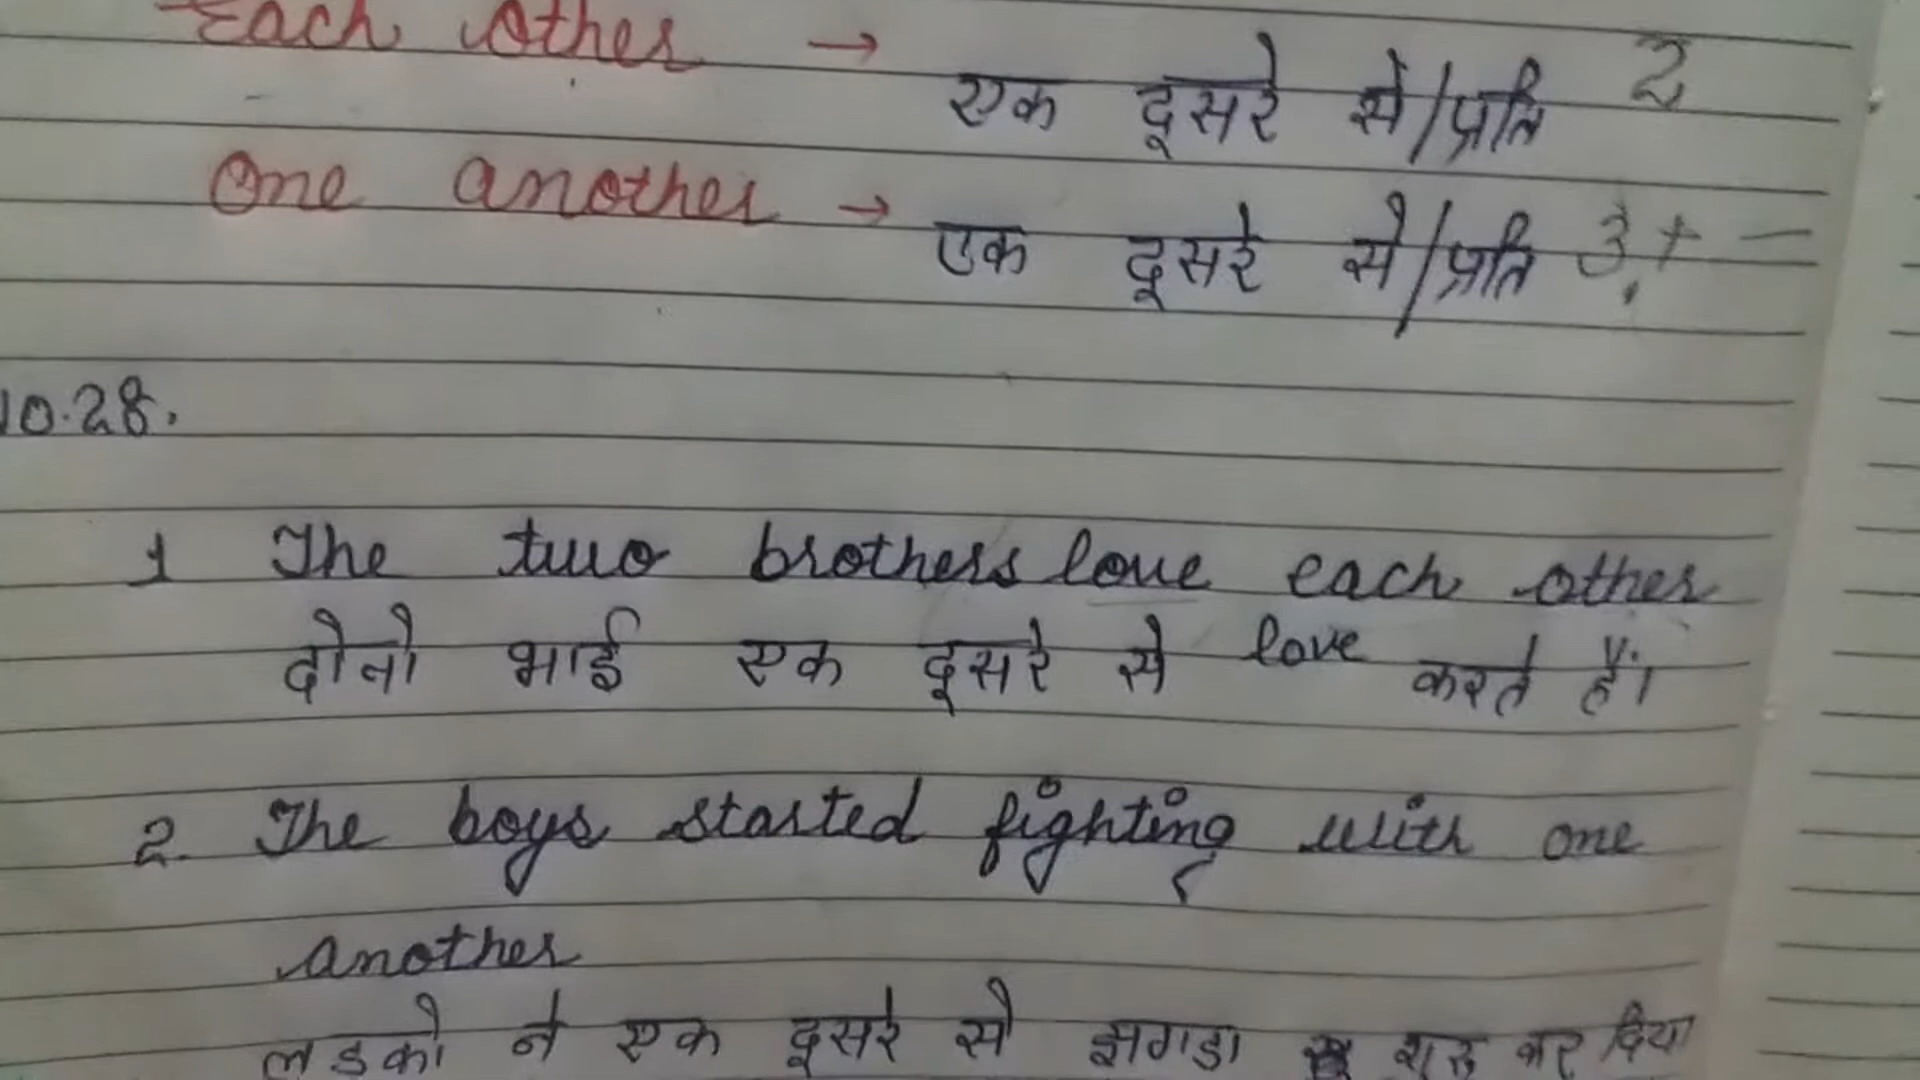 Each other → एक दूसरे से/प्रति 2
One another → एक दूसरे से/प्रति 3+ —
10.28.
1 The two brothers love each other
दोनो भाई एक दूसरे से love करते हैं।
2. The boys started fighting with one
another
लडको ने एक दूसरे से झगडा शुरू कर दिया